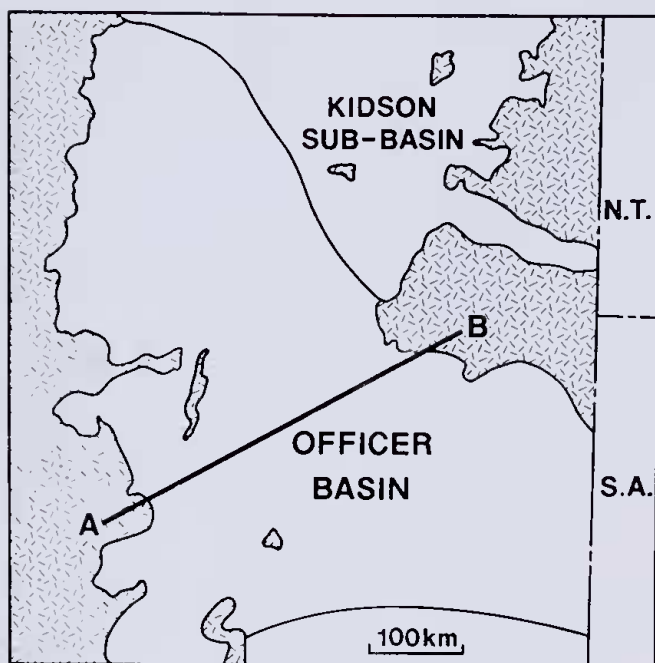 KIDSON
SUB-BASIN
N.T.
B
OFFICER
BASIN
S.A.
A
100km